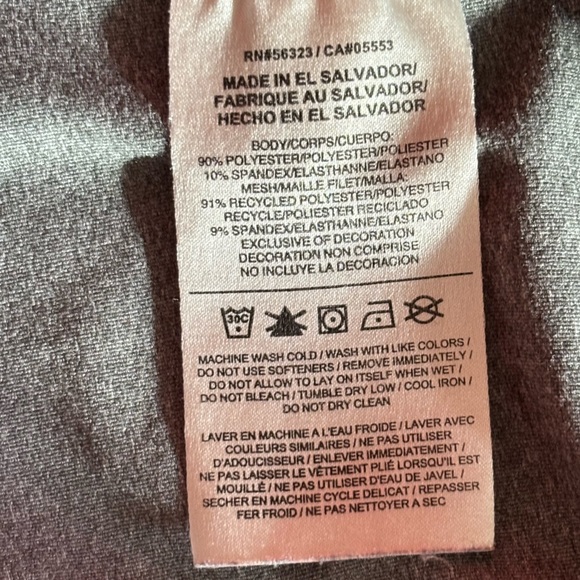 RN#56323 / CA#05553
MADE IN EL SALVADOR/
FABRIQUE AU SALVADOR/
HECHO EN EL SALVADOR
BODY/CORPS/CUERPO:
90% POLYESTER/POLYESTER/POLIESTER
10% SPANDEX/ELASTHANNE/ELASTANO
MESH/MAILLE FILET/MALLA:
91% RECYCLED POLYESTER/POLYESTER
RECYCLE/POLIESTER RECICLADO
9% SPANDEX/ELASTHANNE/ELASTANO
EXCLUSIVE OF DECORATION
DECORATION NON COMPRISE
NO INCLUYE LA DECORACION
30C
MACHINE WASH COLD / WASH WITH LIKE COLORS /
DO NOT USE SOFTENERS / REMOVE IMMEDIATELY /
DO NOT ALLOW TO LAY ON ITSELF WHEN WET /
DO NOT BLEACH / TUMBLE DRY LOW / COOL IRON /
DO NOT DRY CLEAN
LAVER EN MACHINE A L'EAU FROIDE / LAVER AVEC
COULEURS SIMILAIRES / NE PAS UTILISER
D'ADOUCISSEUR / ENLEVER IMMEDIATEMENT /
NE PAS LAISSER LE VÊTEMENT PLIÉ LORSQU'IL EST
MOUILLÉ / NE PAS UTILISER D'EAU DE JAVEL /
SECHER EN MACHINE CYCLE DELICAT / REPASSER
FER FROID / NE PAS NETTOYER A SEC